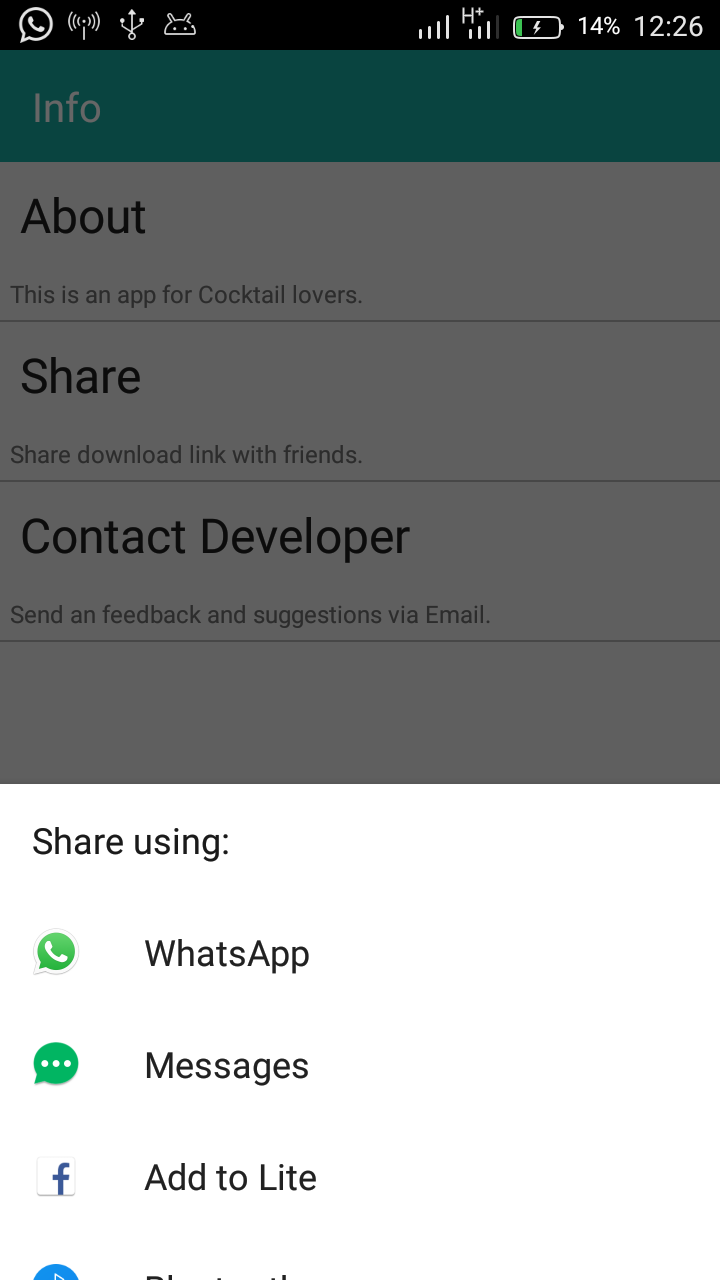 H+ 14% 12:26
Info
About
This is an app for Cocktail lovers.
Share
Share download link with friends.
Contact Developer
Send an feedback and suggestions via Email.
Share using:
WhatsApp
Messages
Add to Lite